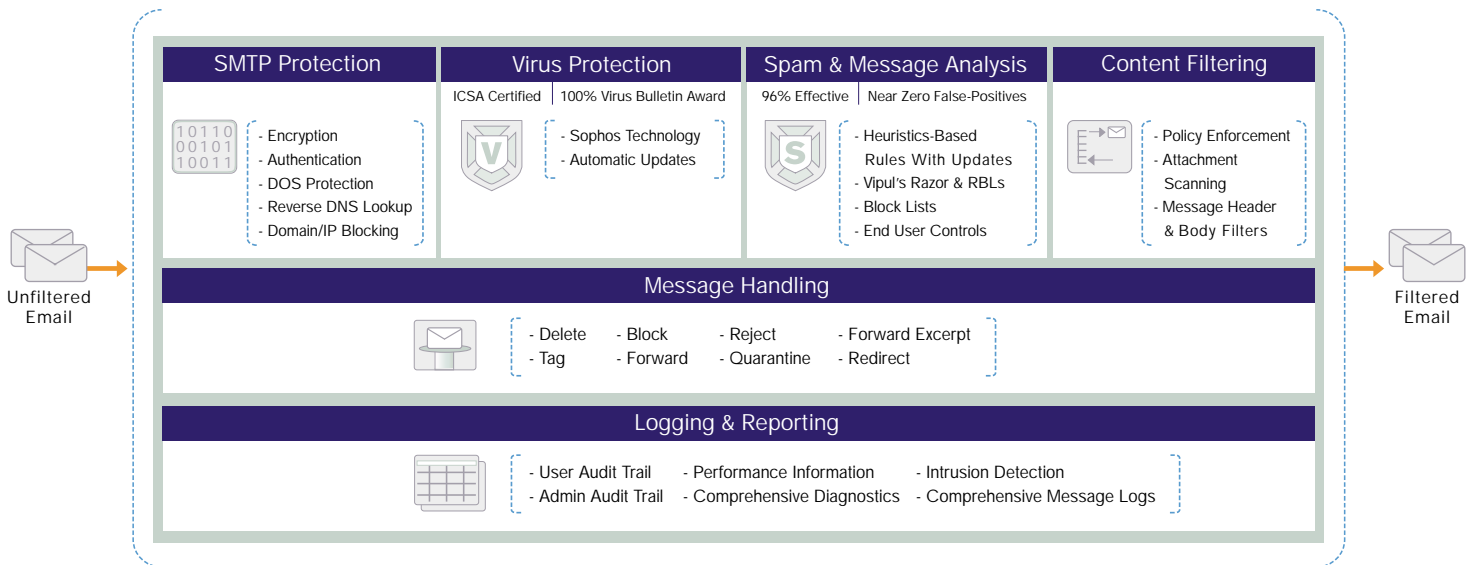 SMTP Protection
10110
00101
10011
- Encryption
- Authentication
- DOS Protection
- Reverse DNS Lookup
- Domain/IP Blocking
Virus Protection
ICSA Certified
100% Virus Bulletin Award
V
- Sophos Technology
- Automatic Updates
Spam & Message Analysis
96% Effective
Near Zero False-Positives
S
- Heuristics-Based
Rules With Updates
- Vipul's Razor & RBLs
- Block Lists
- End User Controls
Content Filtering
- Policy Enforcement
- Attachment
Scanning
- Message Header
& Body Filters
Unfiltered
Email
Filtered
Email
Message Handling
- Delete - Block - Reject - Forward Excerpt
- Tag - Forward - Quarantine - Redirect
Logging & Reporting
- User Audit Trail - Performance Information - Intrusion Detection
- Admin Audit Trail - Comprehensive Diagnostics - Comprehensive Message Logs